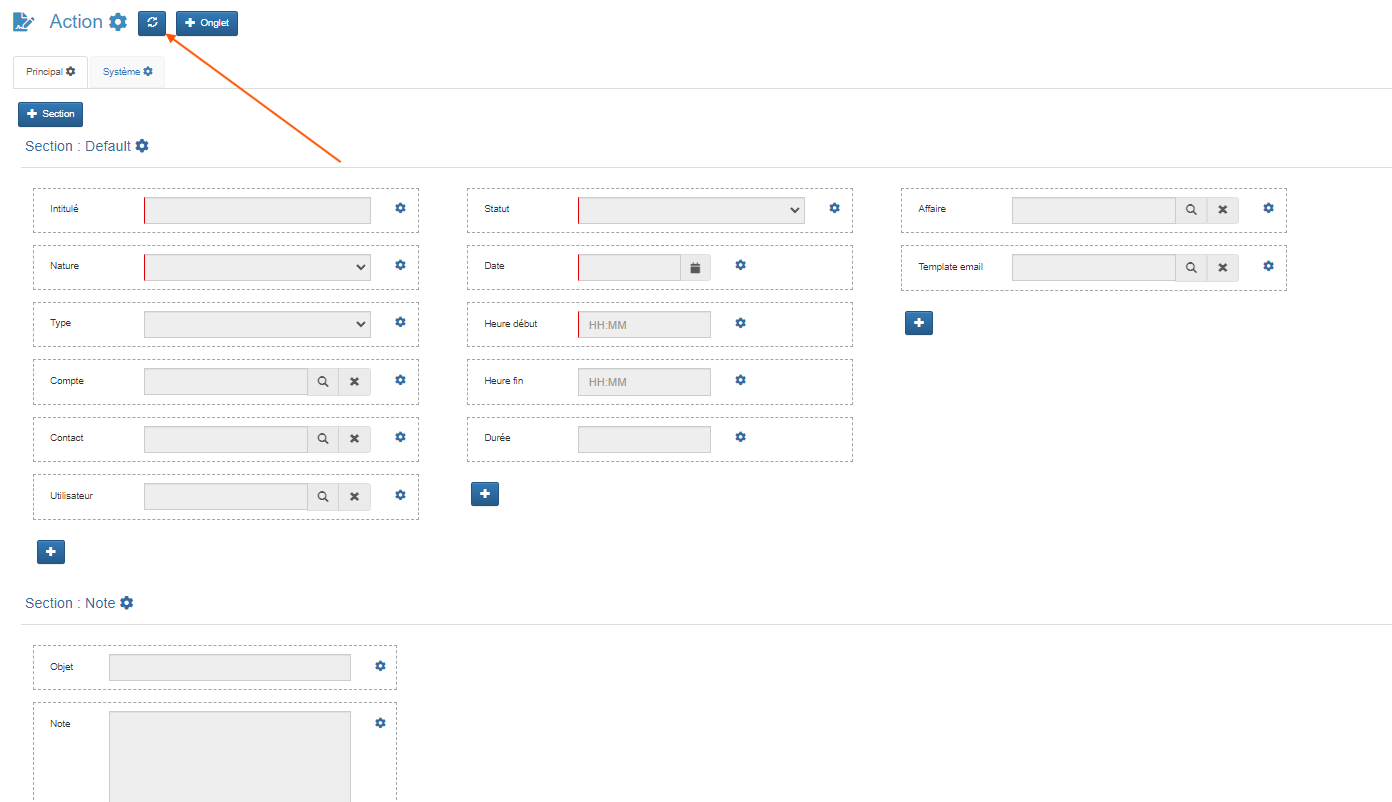 Action
Onglet
Principal
Système
Section
Section : Default
Intitulé
Nature
Type
Compte
Contact
Utilisateur
Statut
Date
Heure début
HH:MM
Heure fin
HH:MM
Durée
Affaire
Template email
Section : Note
Objet
Note